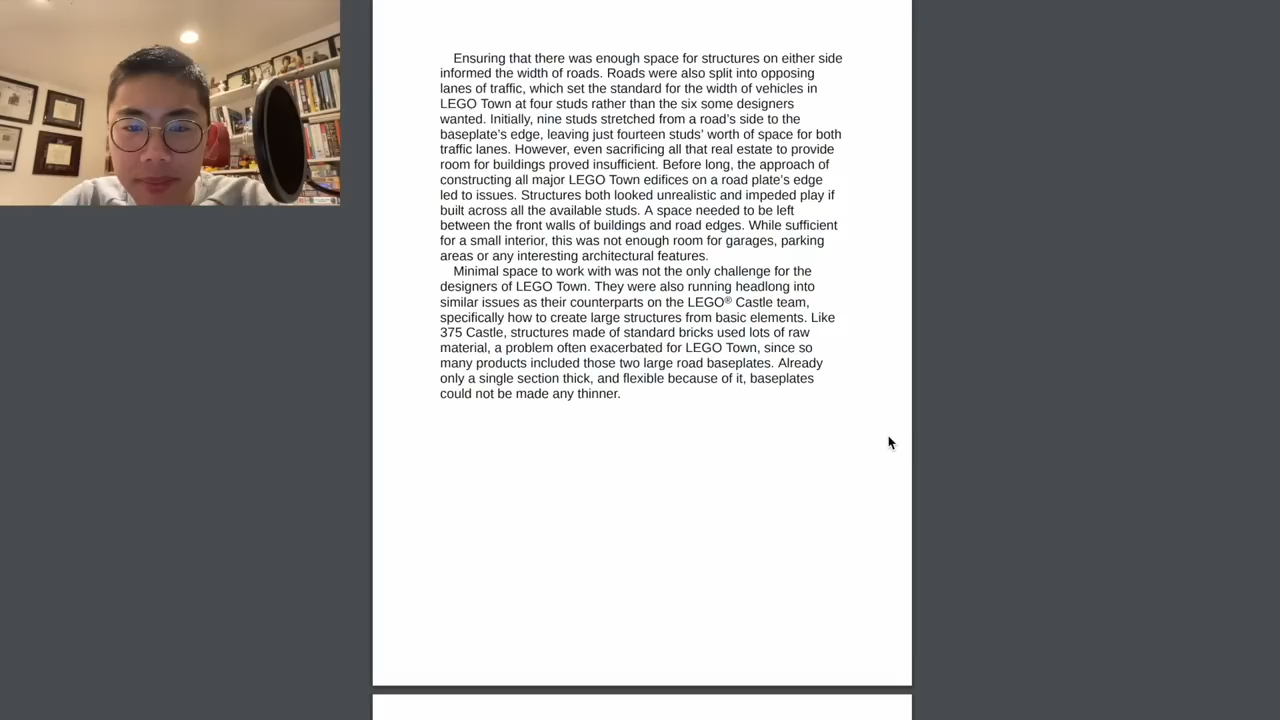 Ensuring that there was enough space for structures on either side
informed the width of roads. Roads were also split into opposing
lanes of traffic, which set the standard for the width of vehicles in
LEGO Town at four studs rather than the six some designers
wanted. Initially, nine studs stretched from a road's side to the
baseplate's edge, leaving just fourteen studs' worth of space for both
traffic lanes. However, even sacrificing all that real estate to provide
room for buildings proved insufficient. Before long, the approach of
constructing all major LEGO Town edifices on a road plate's edge
led to issues. Structures both looked unrealistic and impeded play if
built across all the available studs. A space needed to be left
between the front walls of buildings and road edges. While sufficient
for a small interior, this was not enough room for garages, parking
areas or any interesting architectural features.
Minimal space to work with was not the only challenge for the
designers of LEGO Town. They were also running headlong into
similar issues as their counterparts on the LEGO® Castle team,
specifically how to create large structures from basic elements. Like
375 Castle, structures made of standard bricks used lots of raw
material, a problem often exacerbated for LEGO Town, since so
many products included those two large road baseplates. Already
only a single section thick, and flexible because of it, baseplates
could not be made any thinner.